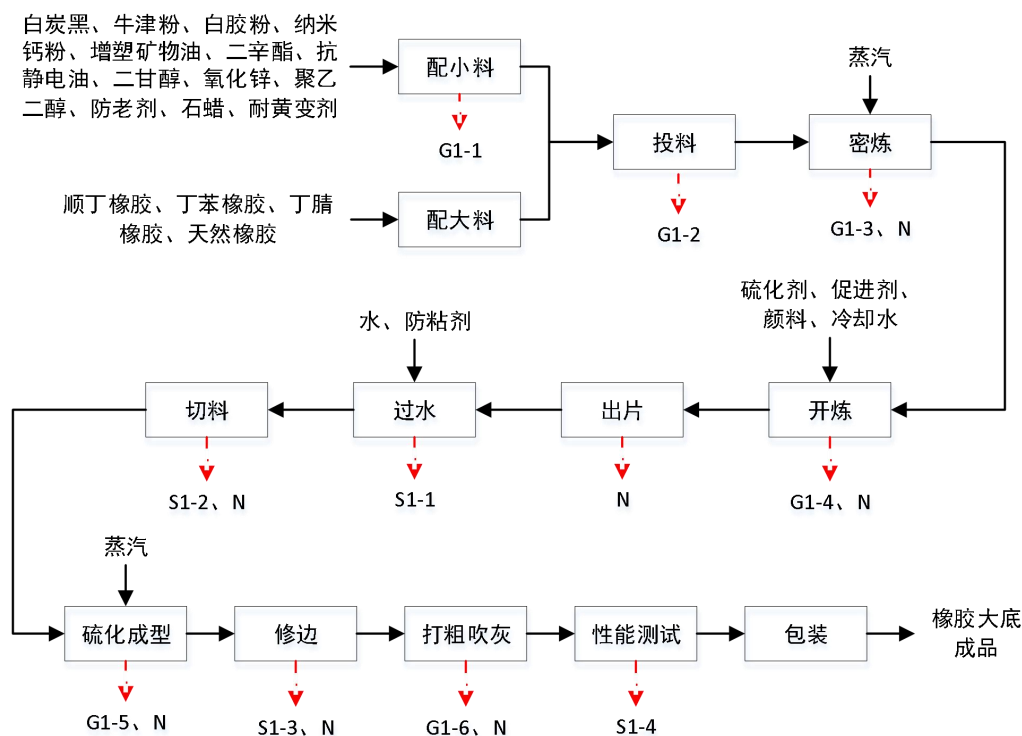 白炭黑、牛津粉、白胶粉、纳米
钙粉、增塑矿物油、二辛酯、抗
静电油、二甘醇、氧化锌、聚乙
二醇、防老剂、石蜡、耐黄变剂
配小料
G1-1
顺丁橡胶、丁苯橡胶、丁腈
橡胶、天然橡胶
配大料
投料
G1-2
蒸汽
密炼
G1-3、N
硫化剂、促进剂、
颜料、冷却水
开炼
G1-4、N
出片
N
水、防粘剂
过水
S1-1
切料
S1-2、N
蒸汽
硫化成型
G1-5、N
修边
S1-3、N
打粗吹灰
G1-6、N
性能测试
S1-4
包装
橡胶大底
成品